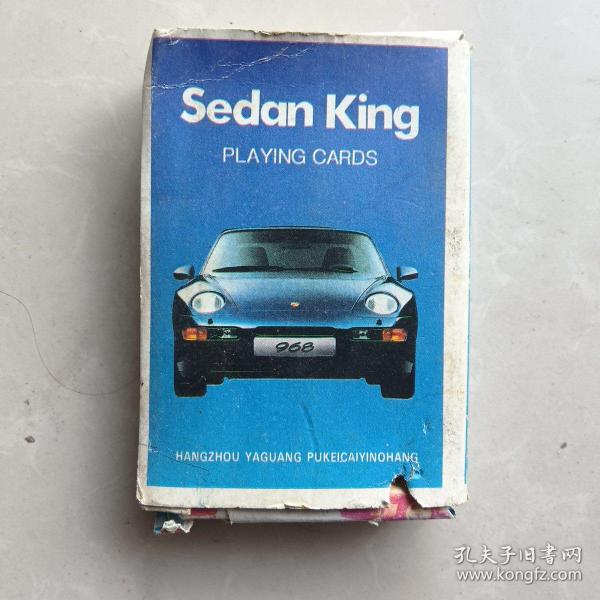 Sedan King
PLAYING CARDS
968
HANGZHOU YAGUANG PUKEICAIYINOHANG
孔夫子旧书网
www.kongfz.com